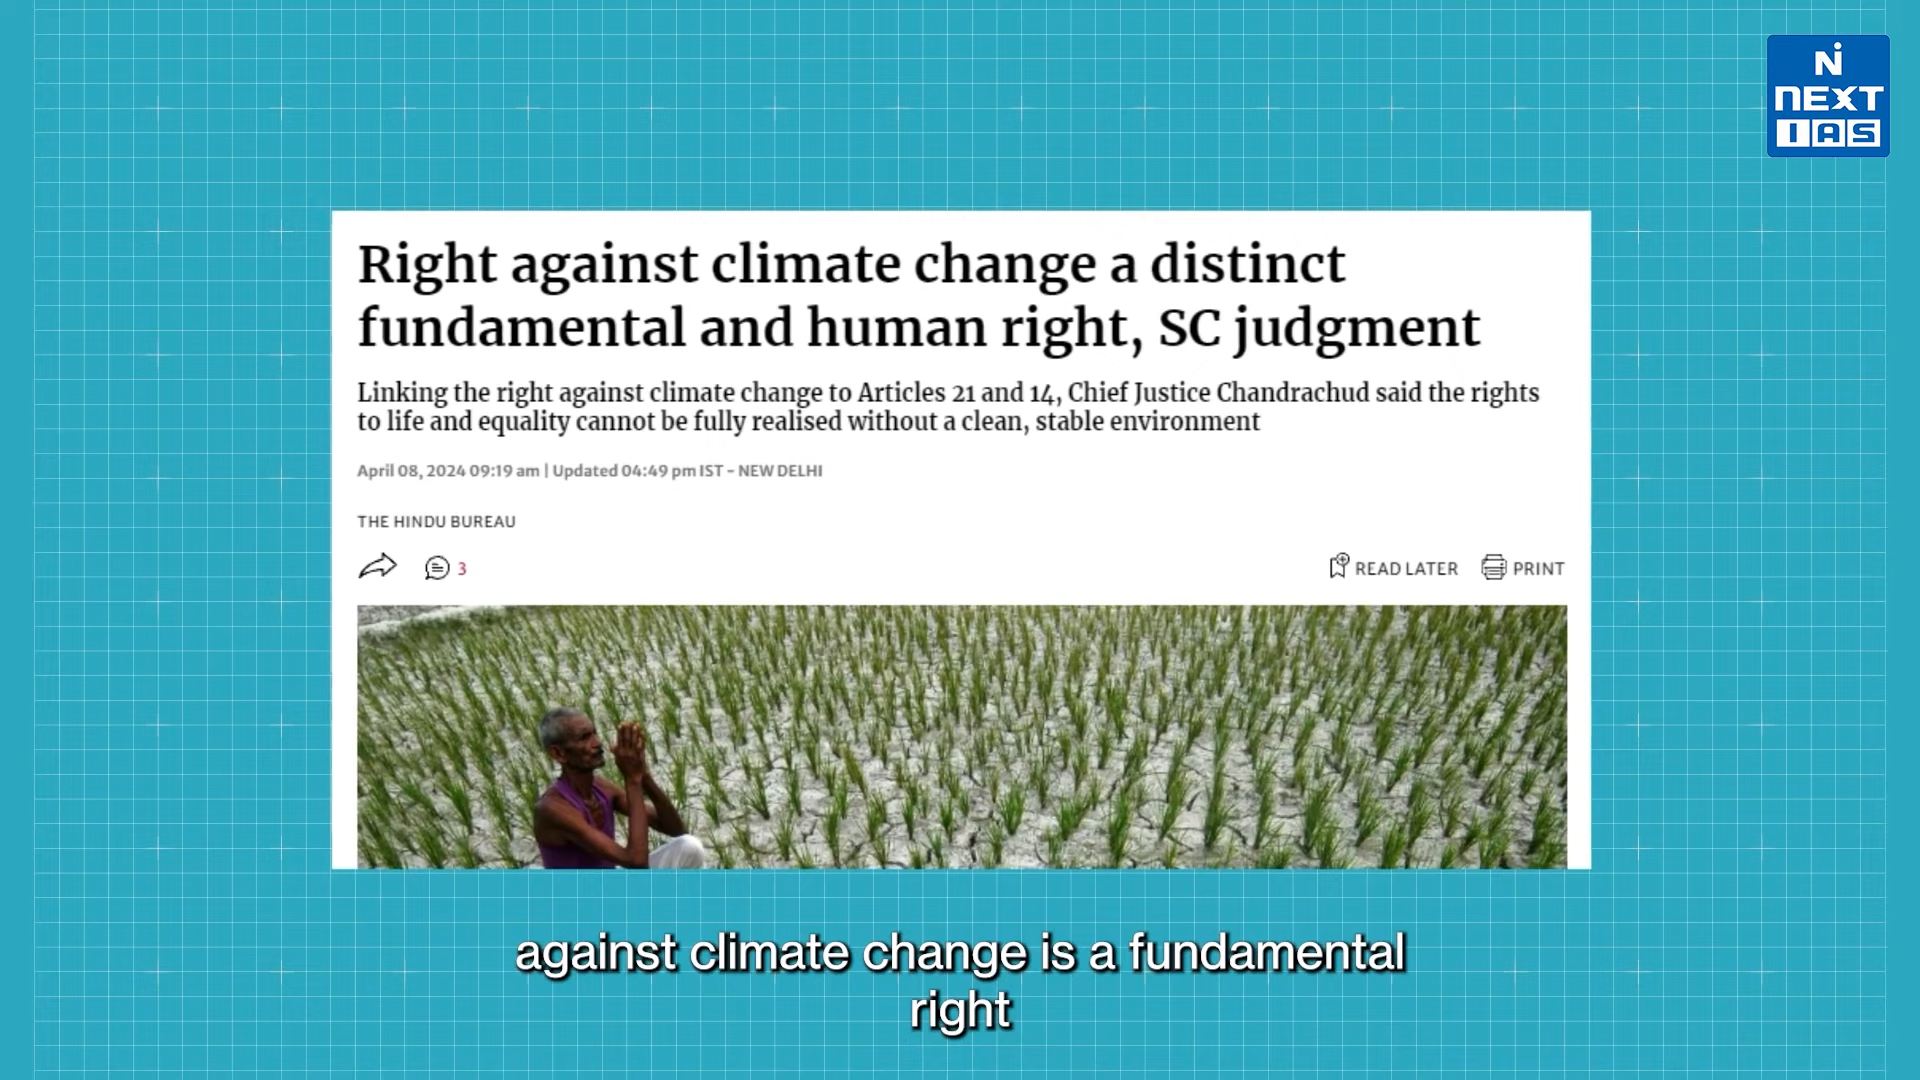 N
NEXT
IAS
Right against climate change a distinct
fundamental and human right, SC judgment
Linking the right against climate change to Articles 21 and 14, Chief Justice Chandrachud said the rights
to life and equality cannot be fully realised without a clean, stable environment
April 08, 2024 09:19 am | Updated 04:49 pm IST - NEW DELHI
THE HINDU BUREAU
3 READ LATER PRINT
against climate change is a fundamental
right